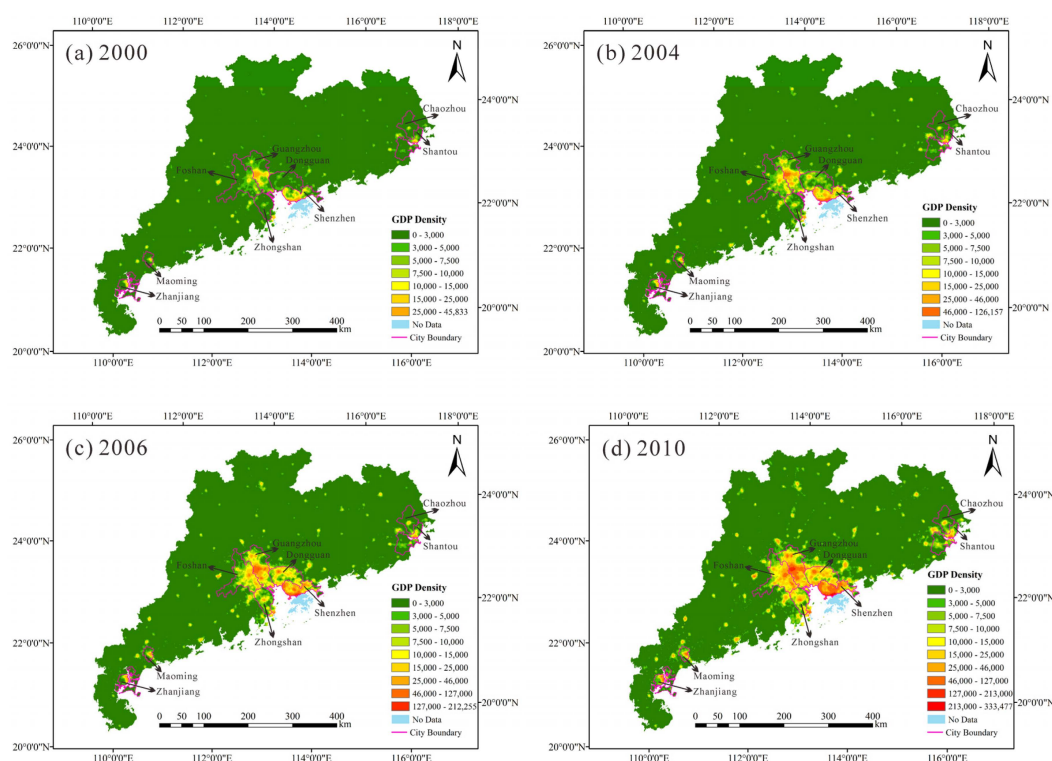 110°0'0"E 112°0'0"E 114°0'0"E 116°0'0"E 118°0'0"E
26°0'0"N
(a) 2000
N
24°0'0"N
Chaozhou
Shantou
24°0'0"N
Guangzhou
Dongguan
Foshan
Shenzhen
22°0'0"N
Zhongshan
22°0'0"N
Maoming
Zhanjiang
20°0'0"N
20°0'0"N
GDP Density
0 - 3,000
3,000 - 5,000
5,000 - 7,500
7,500 - 10,000
10,000 - 15,000
15,000 - 25,000
25,000 - 45,833
No Data
City Boundary
0 50 100 200 300 400
km
110°0'0"E 112°0'0"E 114°0'0"E 116°0'0"E
110°0'0"E 112°0'0"E 114°0'0"E 116°0'0"E 118°0'0"E
26°0'0"N
(b) 2004
N
24°0'0"N
Chaozhou
Shantou
24°0'0"N
Guangzhou
Dongguan
Foshan
Shenzhen
22°0'0"N
Zhongshan
22°0'0"N
Maoming
Zhanjiang
20°0'0"N
20°0'0"N
GDP Density
0 - 3,000
3,000 - 5,000
5,000 - 7,500
7,500 - 10,000
10,000 - 15,000
15,000 - 25,000
25,000 - 46,000
46,000 - 126,157
No Data
City Boundary
0 50 100 200 300 400
km
110°0'0"E 112°0'0"E 114°0'0"E 116°0'0"E
110°0'0"E 112°0'0"E 114°0'0"E 116°0'0"E 118°0'0"E
26°0'0"N
(c) 2006
N
24°0'0"N
Chaozhou
Shantou
24°0'0"N
Guangzhou
Dongguan
Foshan
Shenzhen
22°0'0"N
Zhongshan
22°0'0"N
Maoming
Zhanjiang
20°0'0"N
20°0'0"N
GDP Density
0 - 3,000
3,000 - 5,000
5,000 - 7,500
7,500 - 10,000
10,000 - 15,000
15,000 - 25,000
25,000 - 46,000
46,000 - 127,000
127,000 - 212,255
No Data
City Boundary
0 50 100 200 300 400
km
110°0'0"E 112°0'0"E 114°0'0"E 116°0'0"E
110°0'0"E 112°0'0"E 114°0'0"E 116°0'0"E 118°0'0"E
26°0'0"N
(d) 2010
N
24°0'0"N
Chaozhou
Shantou
24°0'0"N
Guangzhou
Dongguan
Foshan
Shenzhen
22°0'0"N
Zhongshan
22°0'0"N
Maoming
Zhanjiang
20°0'0"N
20°0'0"N
GDP Density
0 - 3,000
3,000 - 5,000
5,000 - 7,500
7,500 - 10,000
10,000 - 15,000
15,000 - 25,000
25,000 - 46,000
46,000 - 127,000
127,000 - 213,000
213,000 - 333,477
No Data
City Boundary
0 50 100 200 300 400
km
110°0'0"E 112°0'0"E 114°0'0"E 116°0'0"E